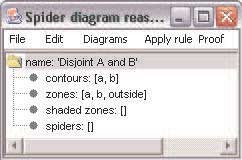 Spider diagram reas...
File Edit Diagrams Apply rule Proof
name: 'Disjoint A and B'
contours: [a, b]
zones: [a, b, outside]
shaded zones: []
spiders: []